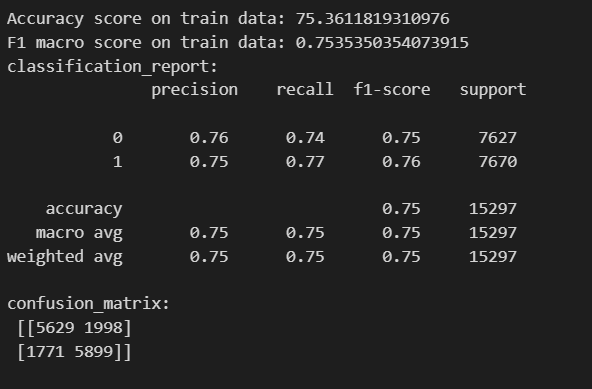 Accuracy score on train data: 75.3611819310976
F1 macro score on train data: 0.7535350354073915
classification_report:
precision recall f1-score support
0 0.76 0.74 0.75 7627
1 0.75 0.77 0.76 7670
accuracy 0.75 15297
macro avg 0.75 0.75 0.75 15297
weighted avg 0.75 0.75 0.75 15297
confusion_matrix:
[[5629 1998]
[1771 5899]]